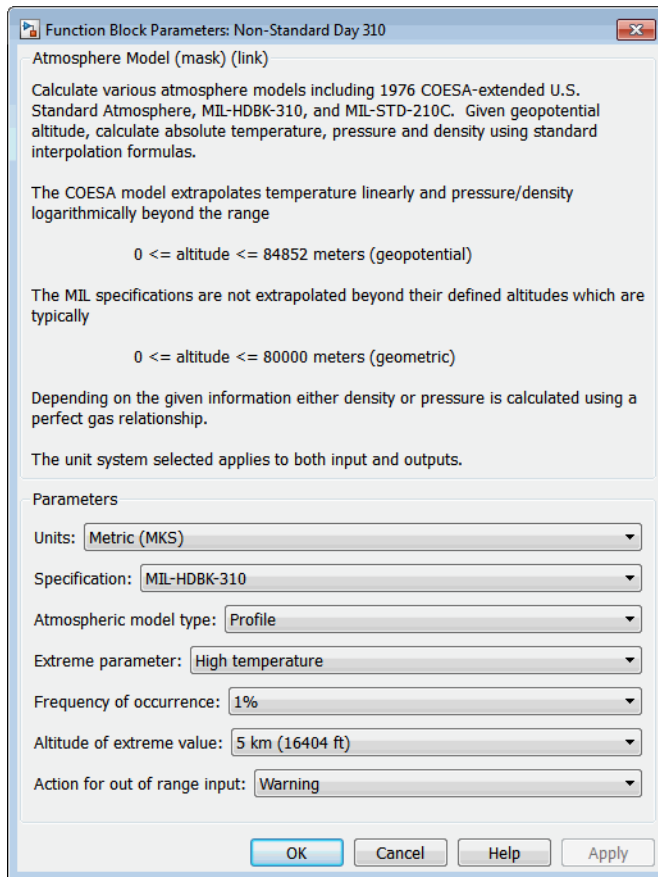 Function Block Parameters: Non-Standard Day 310
Atmosphere Model (mask) (link)
Calculate various atmosphere models including 1976 COESA-extended U.S.
Standard Atmosphere, MIL-HDBK-310, and MIL-STD-210C.  Given geopotential
altitude, calculate absolute temperature, pressure and density using standard
interpolation formulas.
The COESA model extrapolates temperature linearly and pressure/density
logarithmically beyond the range
0 <= altitude <= 84852 meters (geopotential)
The MIL specifications are not extrapolated beyond their defined altitudes which are
typically
0 <= altitude <= 80000 meters (geometric)
Depending on the given information either density or pressure is calculated using a
perfect gas relationship.
The unit system selected applies to both input and outputs.
Parameters
Units: Metric (MKS)
Specification: MIL-HDBK-310
Atmospheric model type: Profile
Extreme parameter: High temperature
Frequency of occurrence: 1%
Altitude of extreme value: 5 km (16404 ft)
Action for out of range input: Warning
OK Cancel Help Apply